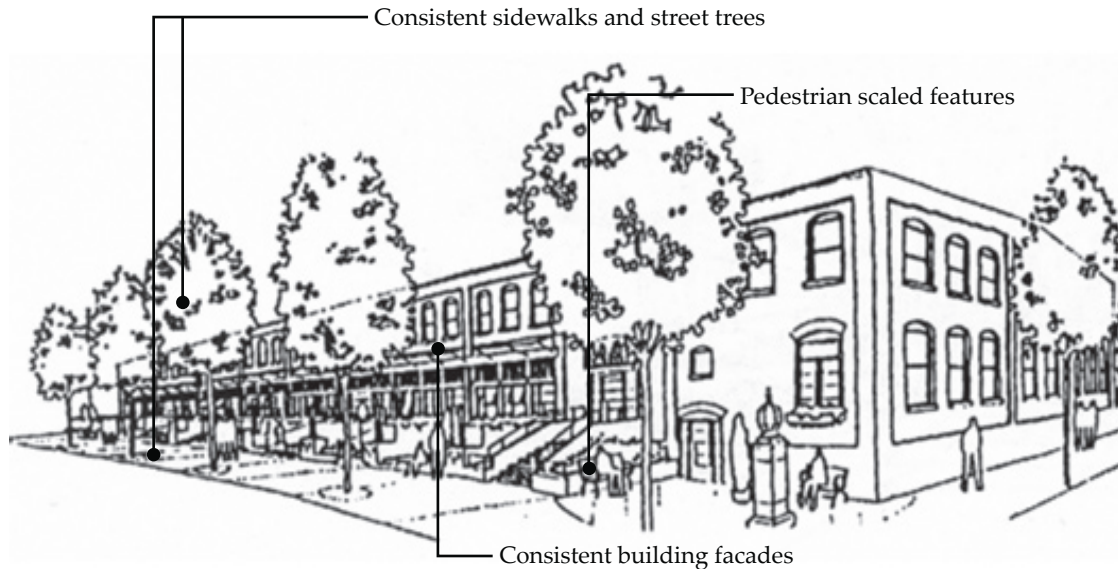 Consistent sidewalks and street trees
Pedestrian scaled features
Consistent building facades